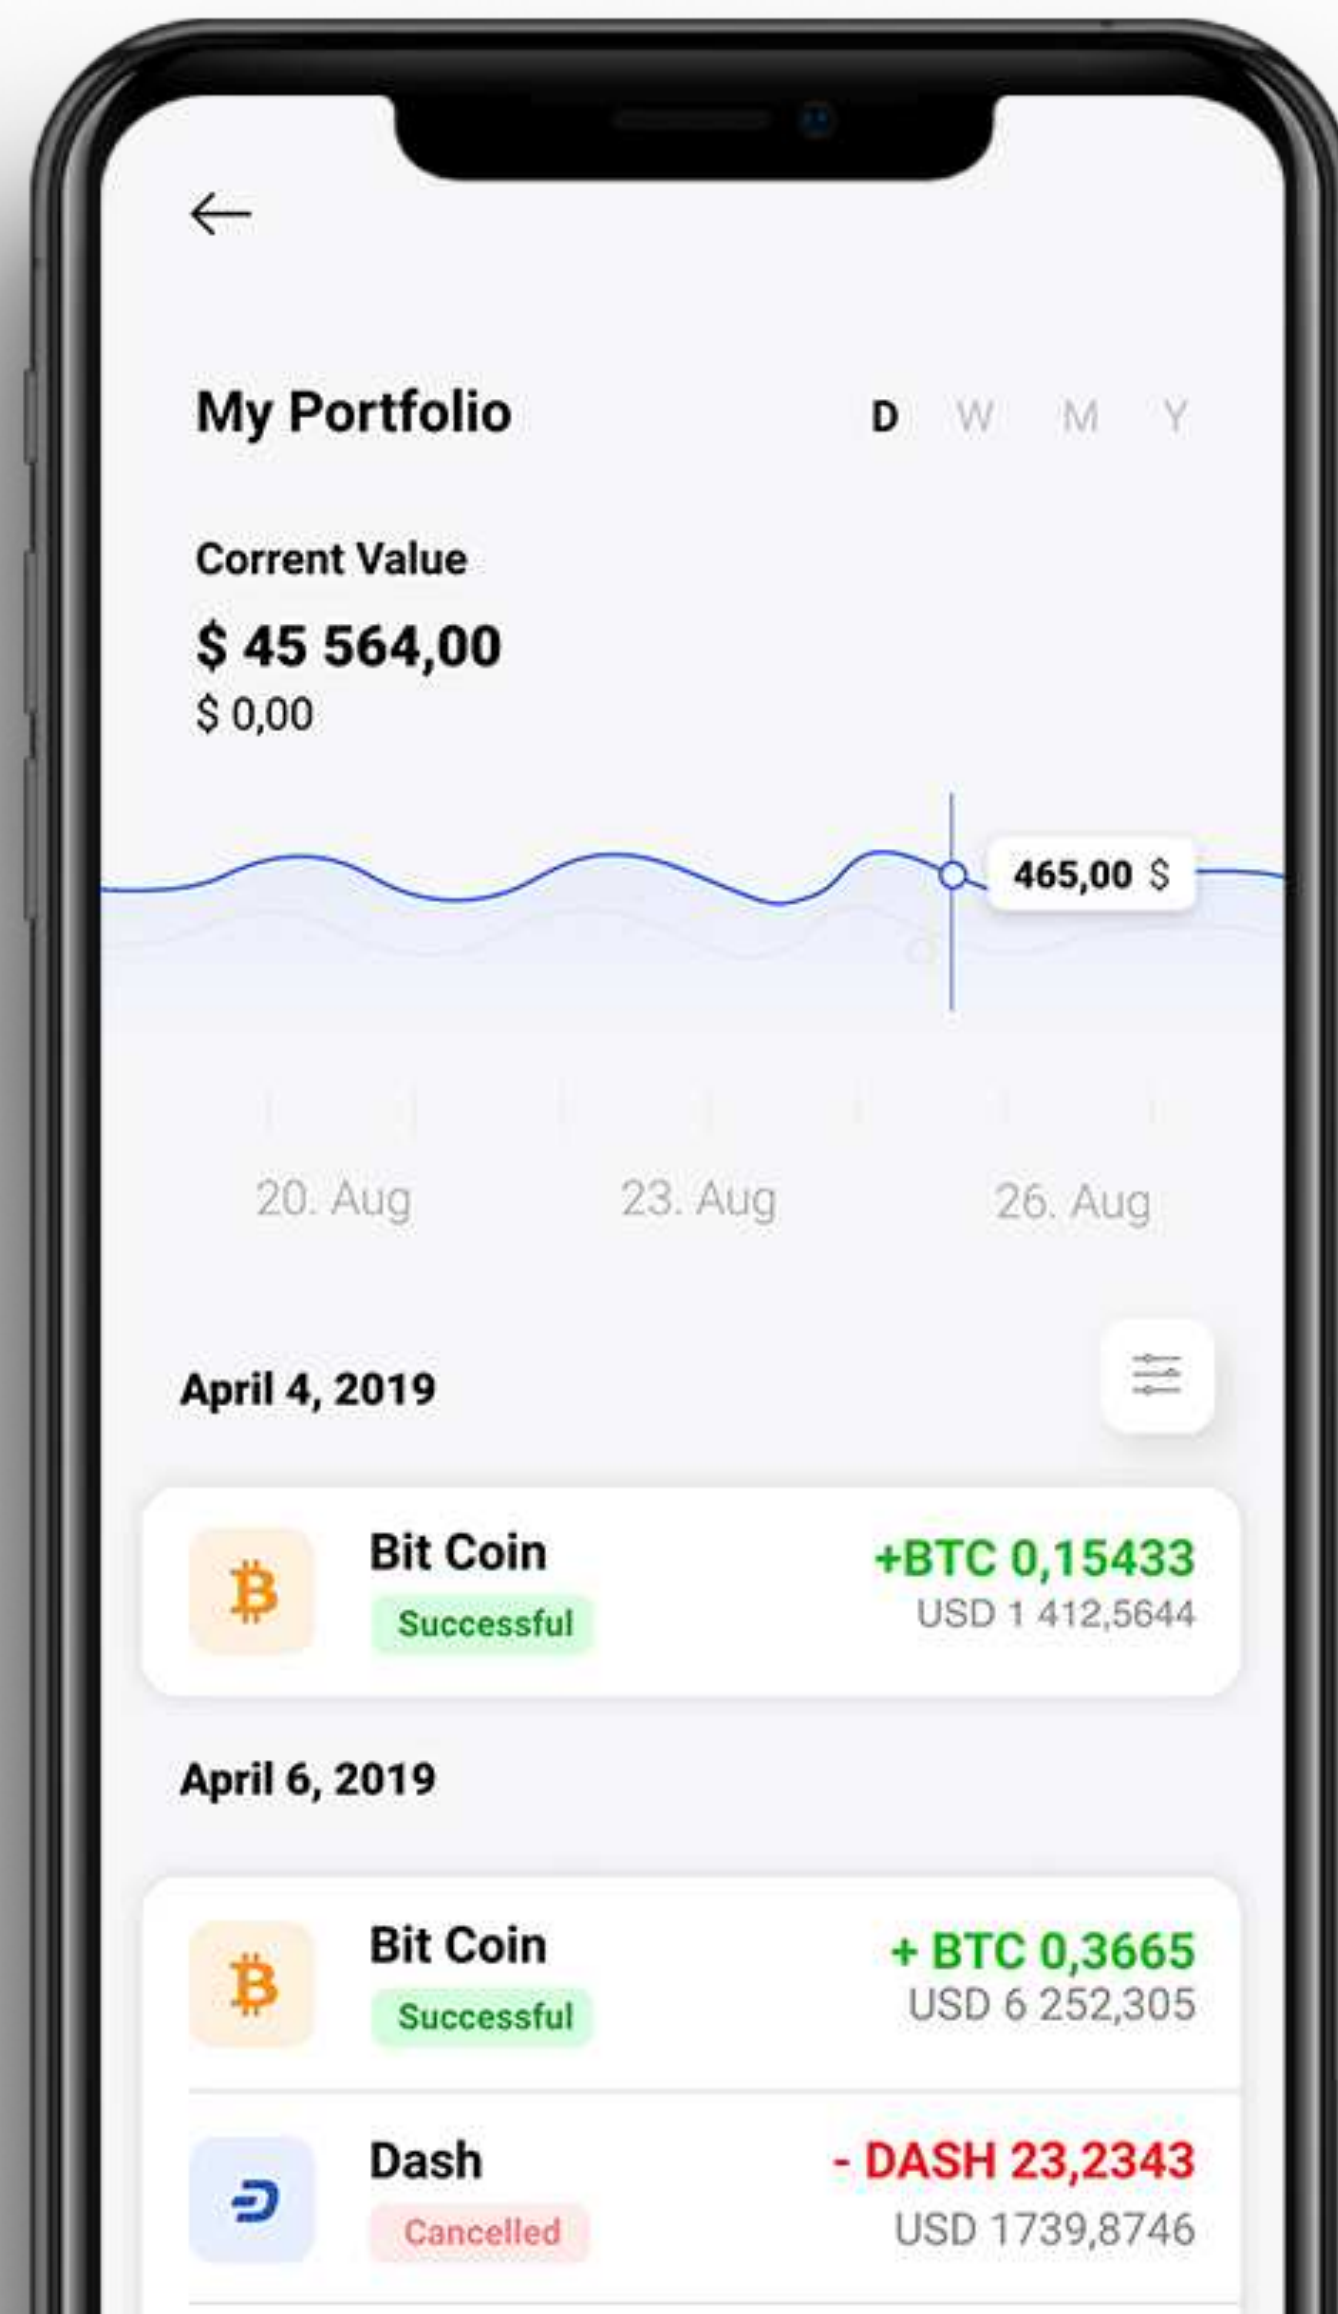 My Portfolio
D W M Y
Corrent Value
$ 45 564,00
$ 0,00
465,00 $
20. Aug 23. Aug 26. Aug
April 4, 2019
Bit Coin
+BTC 0,15433
Successful
USD 1 412,5644
April 6, 2019
Bit Coin
+ BTC 0,3665
Successful
USD 6 252,305
Dash
- DASH 23,2343
Cancelled
USD 1739,8746